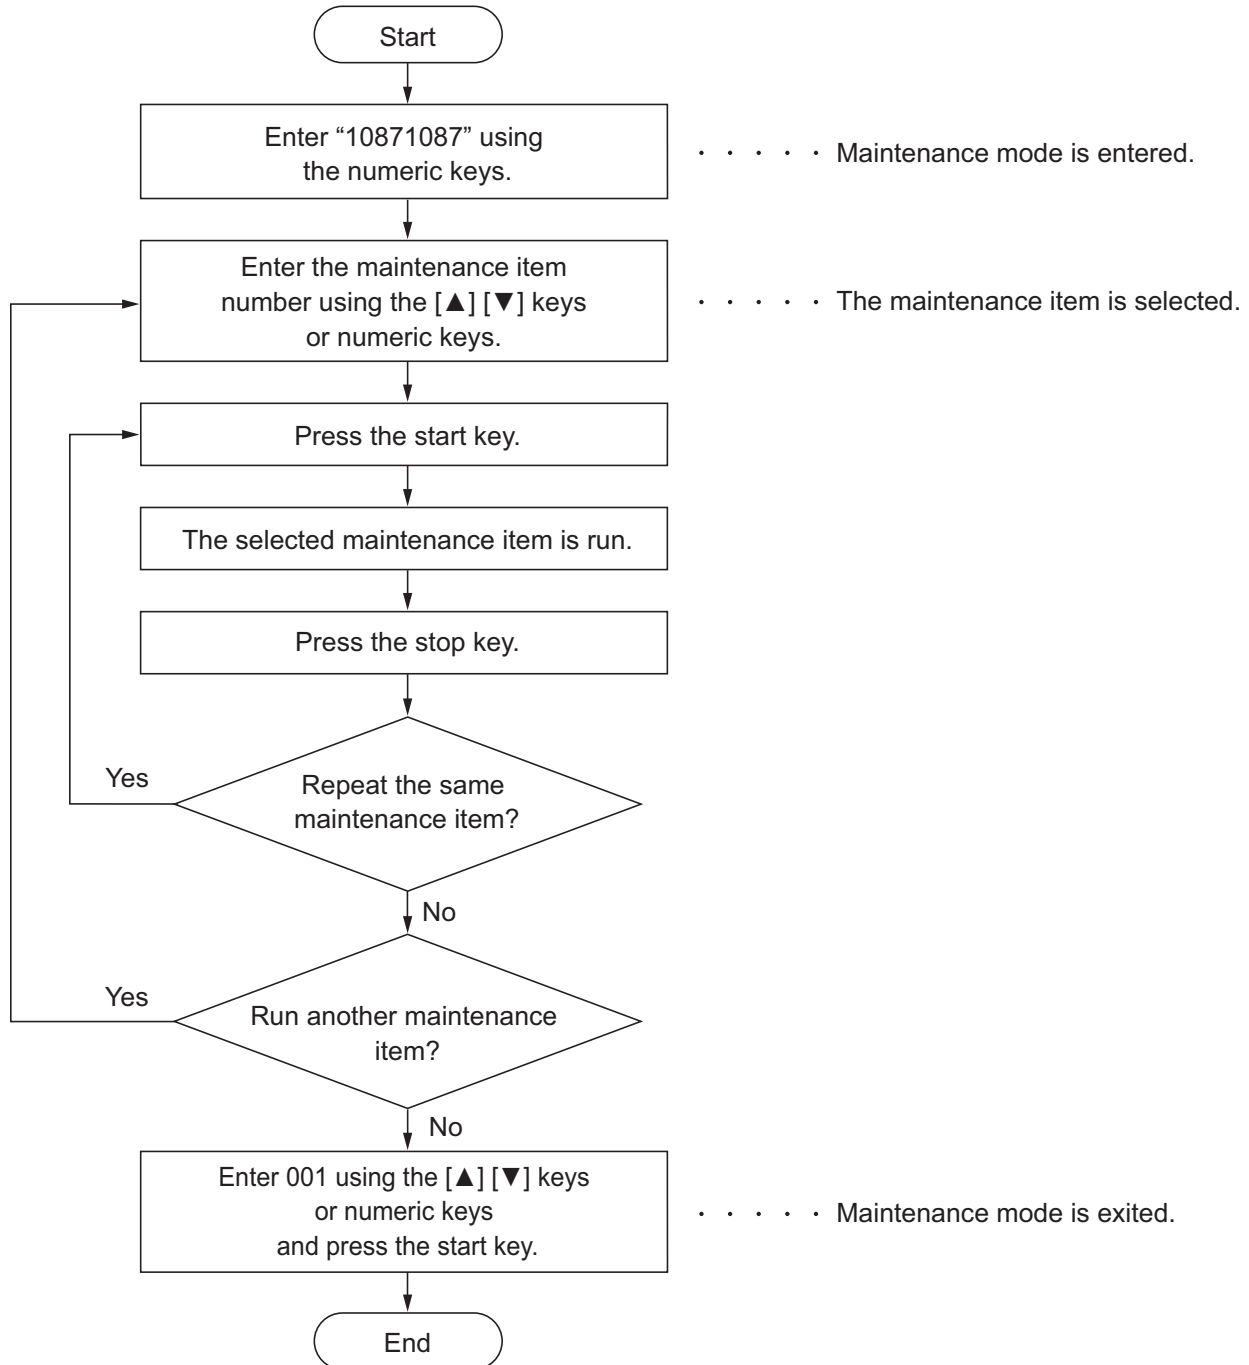 Start
Enter “10871087” using
the numeric keys.
· · · · · Maintenance mode is entered.
Enter the maintenance item
number using the [▲] [▼] keys
or numeric keys.
· · · · · The maintenance item is selected.
Press the start key.
The selected maintenance item is run.
Press the stop key.
Yes
Repeat the same
maintenance item?
No
Yes
Run another maintenance
item?
No
Enter 001 using the [▲] [▼] keys
or numeric keys
and press the start key.
· · · · · Maintenance mode is exited.
End